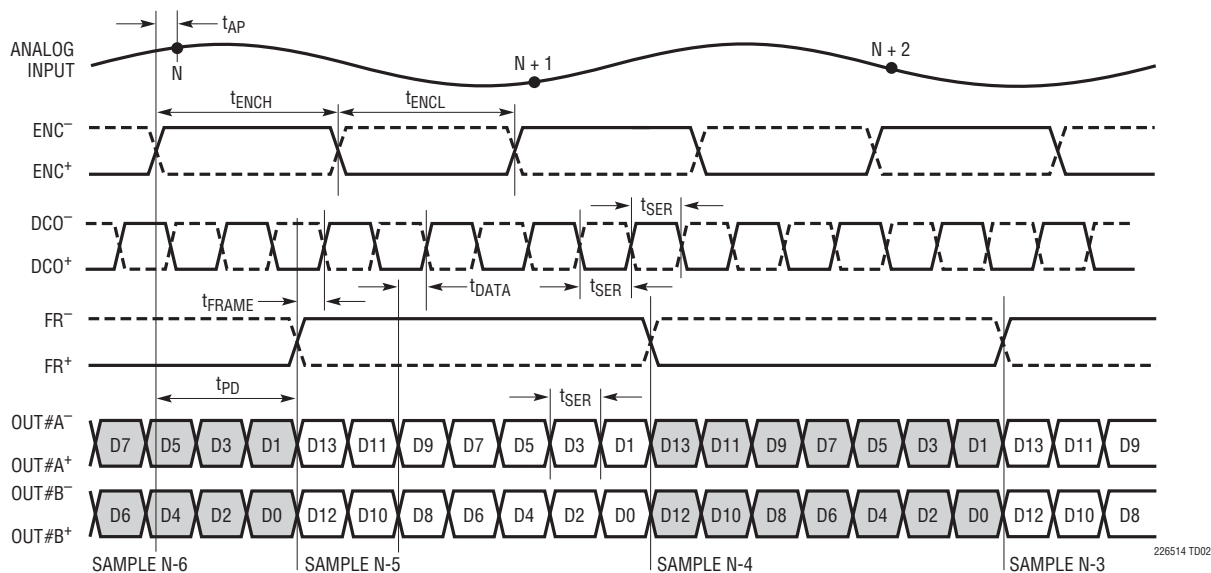 tAP
ANALOG
INPUT
N
N + 1
N + 2
tENCH
tENCL
ENC–
ENC+
DCO–
tSER
DCO+
tFRAME
tDATA
tSER
FR–
FR+
tPD
tSER
OUT#A–
D7 D5 D3 D1 D13 D11 D9 D7 D5 D3 D1 D13 D11 D9 D7 D5 D3 D1 D13 D11 D9
OUT#A+
OUT#B–
D6 D4 D2 D0 D12 D10 D8 D6 D4 D2 D0 D12 D10 D8 D6 D4 D2 D0 D12 D10 D8
OUT#B+
SAMPLE N-6
SAMPLE N-5
SAMPLE N-4
SAMPLE N-3
226514 TD02